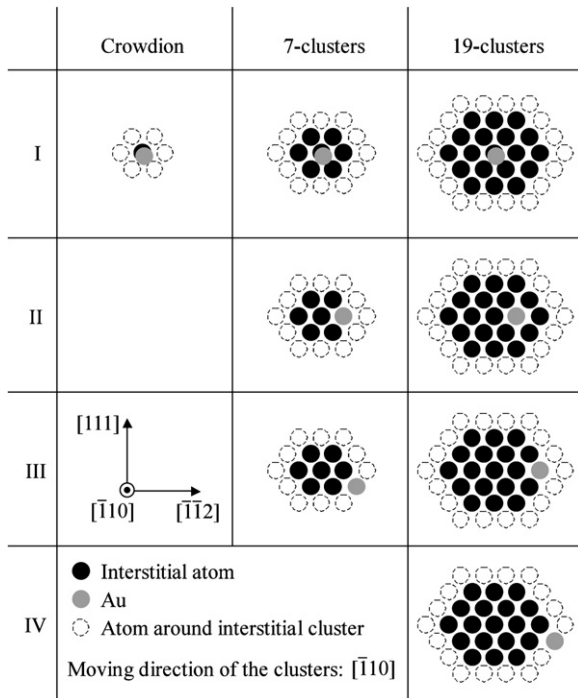 Crowdion 7-clusters 19-clusters
I
II
III
[111]
[1̄10] [1̄1̄2]
IV
Interstitial atom
Au
Atom around interstitial cluster
Moving direction of the clusters: [1̄10]